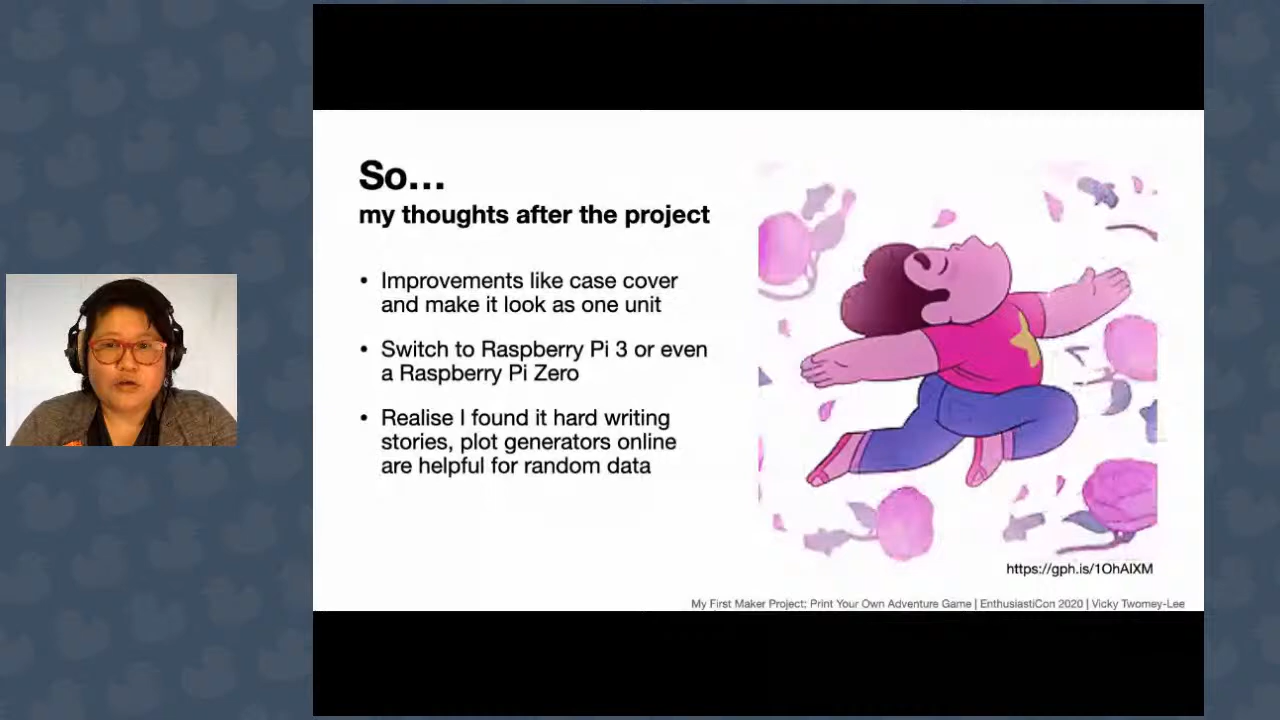 So...
my thoughts after the project
• Improvements like case cover
and make it look as one unit
• Switch to Raspberry Pi 3 or even
a Raspberry Pi Zero
• Realise I found it hard writing
stories, plot generators online
are helpful for random data
https://gph.is/1OhAlXM
My First Maker Project: Print Your Own Adventure Game | EnthusiastiCon 2020 | Vicky Twomey-Lee